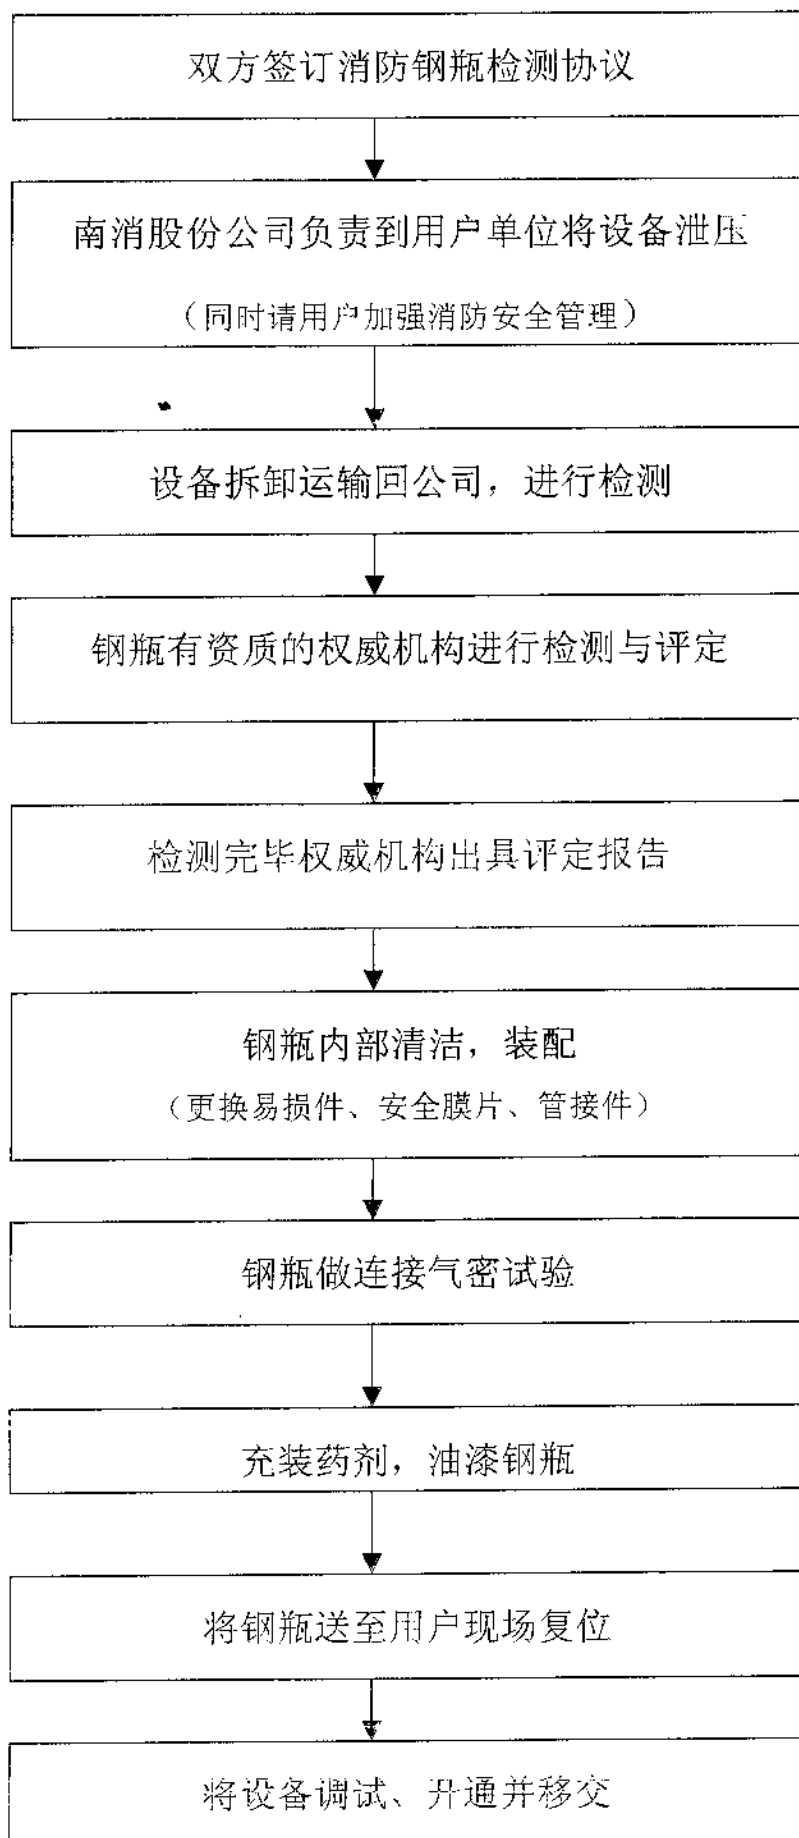 双方签订消防钢瓶检测协议
南消股份公司负责到用户单位将设备泄压
（同时请用户加强消防安全管理）
设备拆卸运输回公司，进行检测
钢瓶有资质的权威机构进行检测与评定
检测完毕权威机构出具评定报告
钢瓶内部清洁，装配
（更换易损件、安全膜片、管接件）
钢瓶做连接气密试验
充装药剂，油漆钢瓶
将钢瓶送至用户现场复位
将设备调试、开通并移交